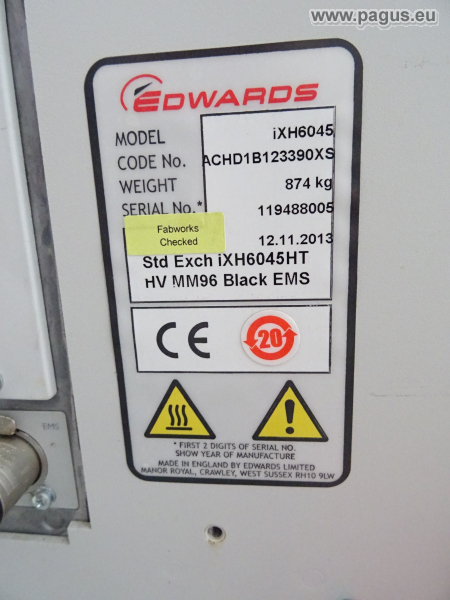 www.pagus.eu
EDWARDS
MODEL iXH6045
CODE No. ACHD1B123390XS
WEIGHT 874 kg
SERIAL No.* 119488005
Fabworks
Checked
12.11.2013
Std Exch iXH6045HT
HV MM96 Black EMS
CE 20
* FIRST 2 DIGITS OF SERIAL NO.
SHOW YEAR OF MANUFACTURE
MADE IN ENGLAND BY EDWARDS LIMITED
MANOR ROYAL, CRAWLEY, WEST SUSSEX RH10 9LW
EMS